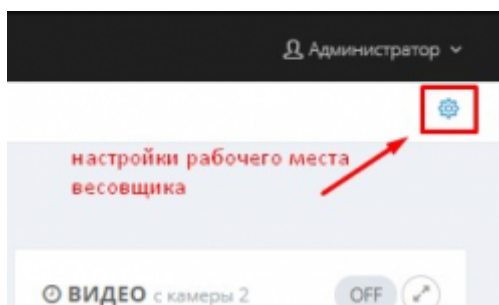 Администратор
настройки рабочего места
весовщика
ВИДЕО с камеры 2
OFF